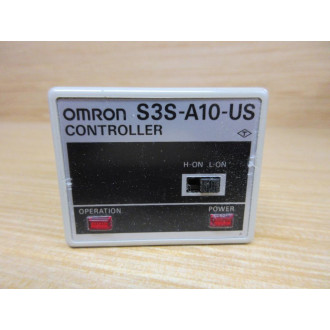 OMRON S3S-A10-US
CONTROLLER
H-ON L-ON
OPERATION POWER